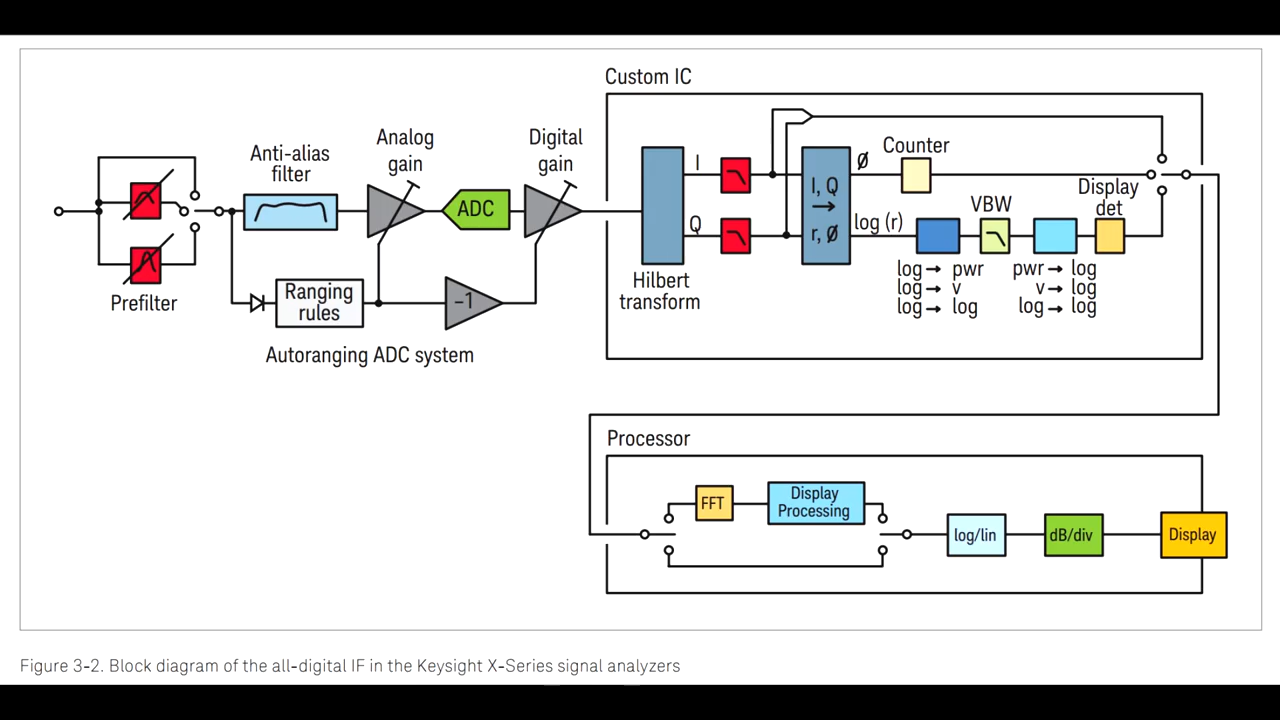 Custom IC
Analog
gain
Digital
gain
Anti-alias
filter
ADC
Prefilter
Ranging
rules
–1
Autoranging ADC system
I
Q
Hilbert
transform
I, Q
→
r, Ø
Ø
Counter
log (r)
VBW
Display
det
log → pwr
log → v
log → log
pwr → log
v → log
log → log
Processor
FFT
Display
Processing
log/lin
dB/div
Display
Figure 3-2. Block diagram of the all-digital IF in the Keysight X-Series signal analyzers